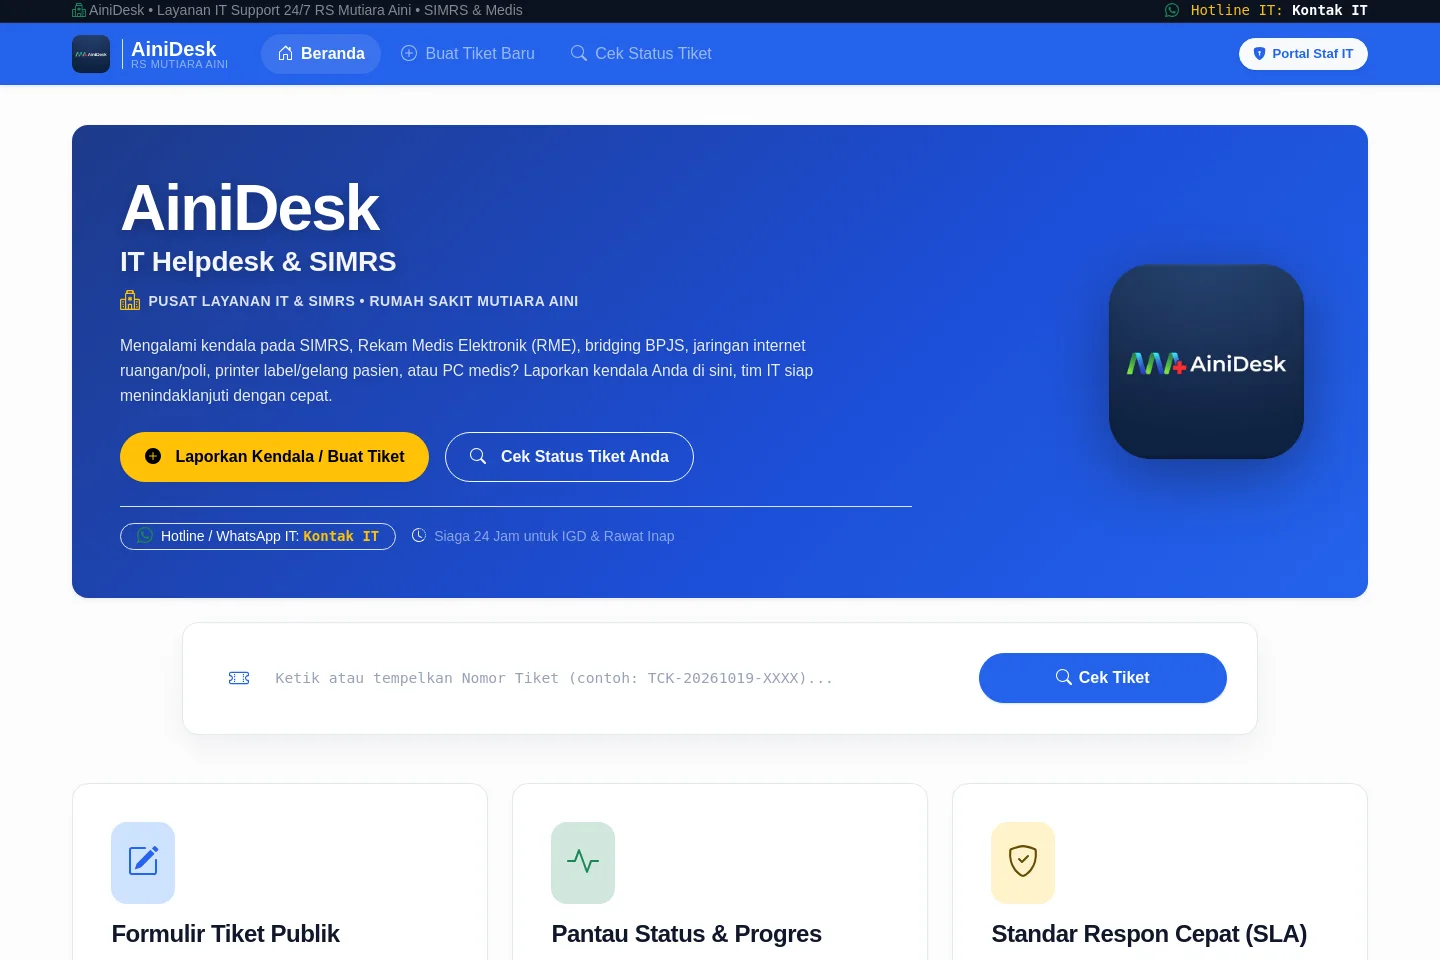 AiniDesk • Layanan IT Support 24/7 RS Mutiara Aini • SIMRS & Medis
Hotline IT: Kontak IT
AiniDesk
AiniDesk
RS MUTIARA AINI
Beranda
Buat Tiket Baru
Cek Status Tiket
Portal Staf IT
AiniDesk
IT Helpdesk & SIMRS
PUSAT LAYANAN IT & SIMRS • RUMAH SAKIT MUTIARA AINI
Mengalami kendala pada SIMRS, Rekam Medis Elektronik (RME), bridging BPJS, jaringan internet
ruangan/poli, printer label/gelang pasien, atau PC medis? Laporkan kendala Anda di sini, tim IT siap
menindaklanjuti dengan cepat.
Laporkan Kendala / Buat Tiket
Cek Status Tiket Anda
Hotline / WhatsApp IT: Kontak IT
Siaga 24 Jam untuk IGD & Rawat Inap
AiniDesk
Ketik atau tempelkan Nomor Tiket (contoh: TCK-20261019-XXXX)...
Cek Tiket
Formulir Tiket Publik
Pantau Status & Progres
Standar Respon Cepat (SLA)